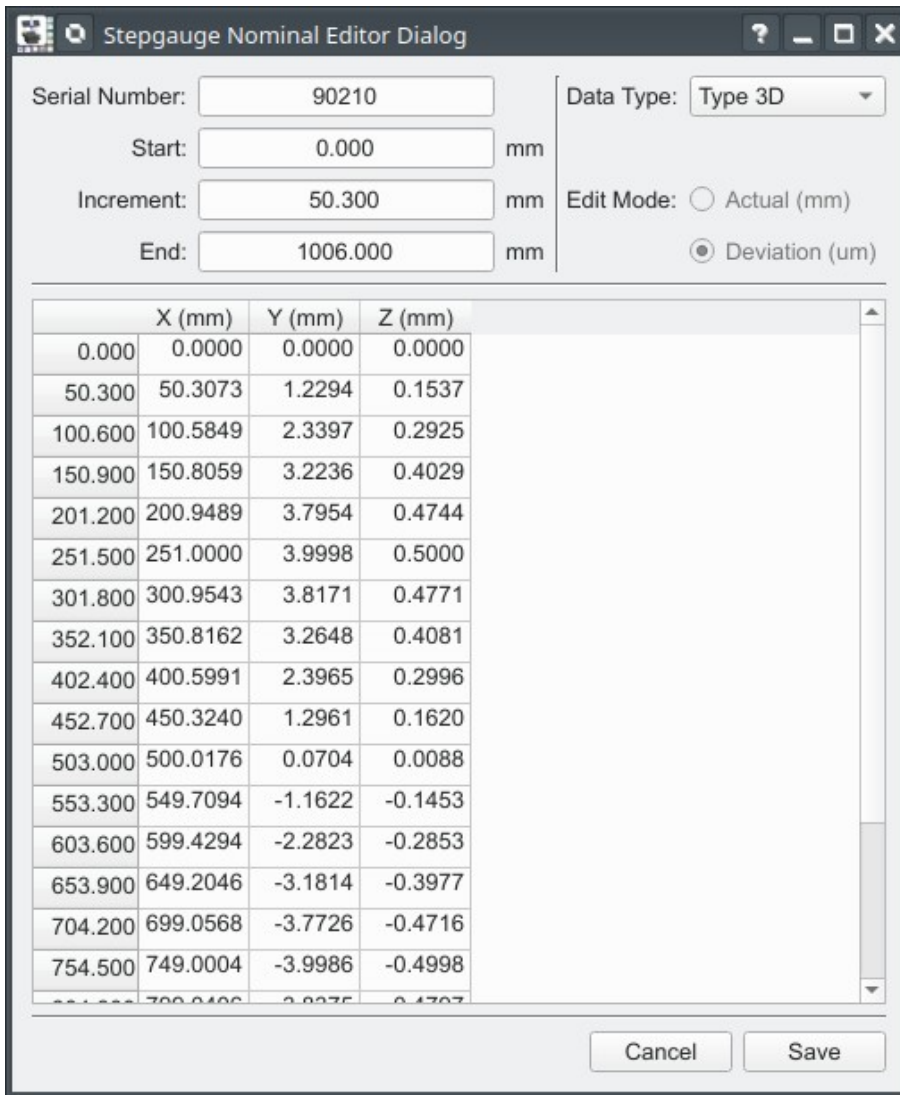 Stepgauge Nominal Editor Dialog
Serial Number: 90210 Data Type: Type 3D
Start: 0.000 mm
Increment: 50.300 mm Edit Mode: Actual (mm)
End: 1006.000 mm Deviation (um)
X (mm) Y (mm) Z (mm)
0.000 0.0000 0.0000 0.0000
50.300 50.3073 1.2294 0.1537
100.600 100.5849 2.3397 0.2925
150.900 150.8059 3.2236 0.4029
201.200 200.9489 3.7954 0.4744
251.500 251.0000 3.9998 0.5000
301.800 300.9543 3.8171 0.4771
352.100 350.8162 3.2648 0.4081
402.400 400.5991 2.3965 0.2996
452.700 450.3240 1.2961 0.1620
503.000 500.0176 0.0704 0.0088
553.300 549.7094 -1.1622 -0.1453
603.600 599.4294 -2.2823 -0.2853
653.900 649.2046 -3.1814 -0.3977
704.200 699.0568 -3.7726 -0.4716
754.500 749.0004 -3.9986 -0.4998
Cancel Save